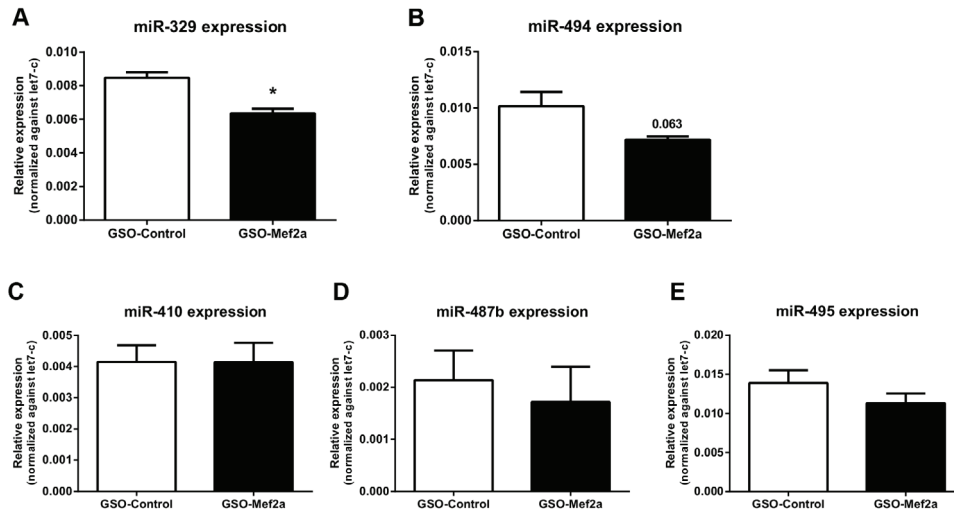 A
miR-329 expression
Relative expression
(normalized against let7-c)
0.010
0.008
0.006
0.004
0.002
0.000
*
GSO-Control
GSO-Mef2a
B
miR-494 expression
Relative expression
(normalized against let7-c)
0.015
0.010
0.005
0.000
0.063
GSO-Control
GSO-Mef2a
C
miR-410 expression
Relative expression
(normalized against let7-c)
0.005
0.004
0.003
0.002
0.001
0.000
GSO-Control
GSO-Mef2a
D
miR-487b expression
Relative expression
(normalized against let7-c)
0.003
0.002
0.001
0.000
GSO-Control
GSO-Mef2a
E
miR-495 expression
Relative expression
(normalized against let7-c)
0.020
0.015
0.010
0.005
0.000
GSO-Control
GSO-Mef2a